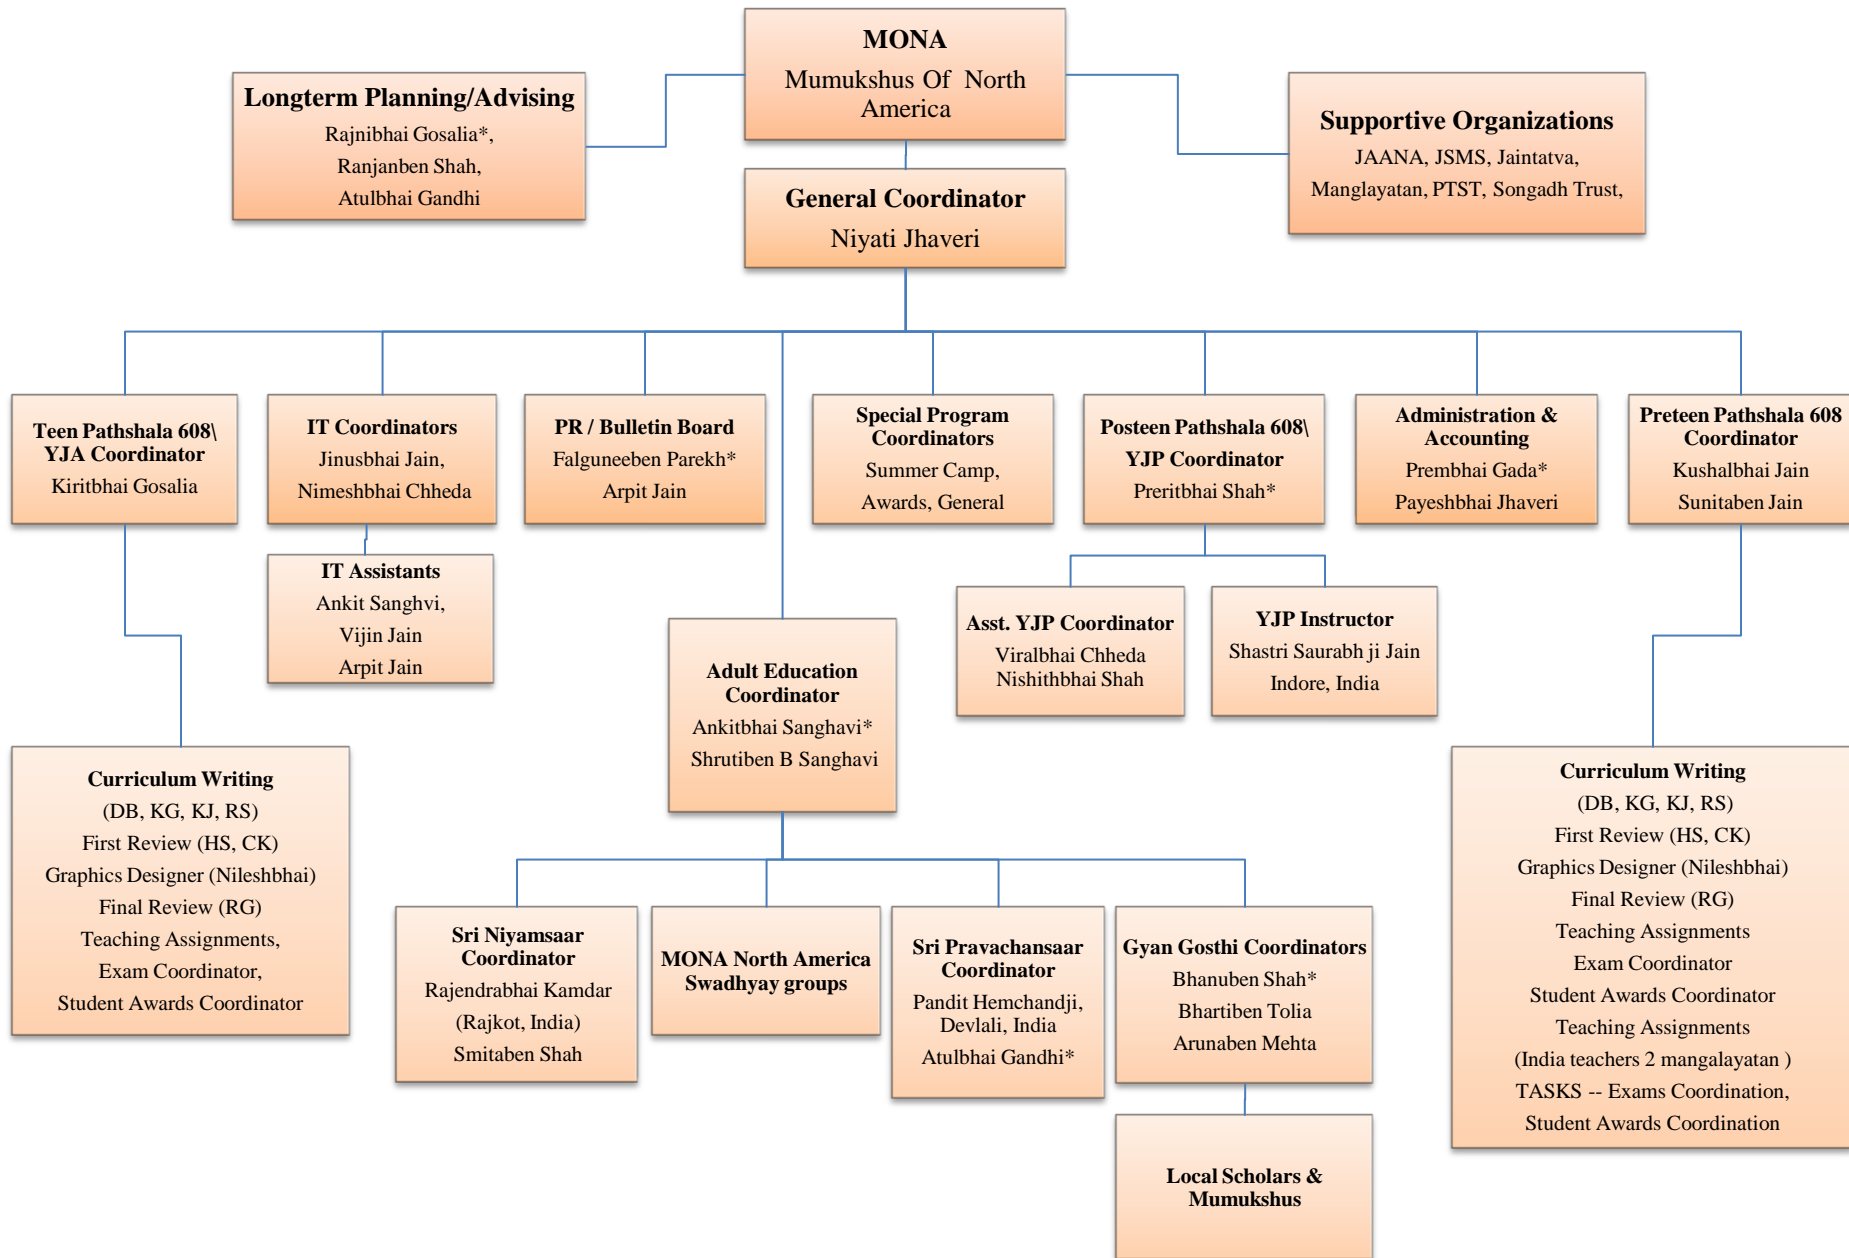 MONA
Mumukshus Of North
America
Longterm Planning/Advising
Rajnibhai Gosalia*,
Ranjanben Shah,
Atulbhai Gandhi
Supportive Organizations
JAANA, JSMS, Jaintatva,
Manglayatan, PTST, Songadh Trust,
General Coordinator
Niyati Jhaveri
Teen Pathshala 608\
YJA Coordinator
Kiritbhai Gosalia
IT Coordinators
Jinusbhai Jain,
Nimeshbhai Chheda
PR / Bulletin Board
Falguneeben Parekh*
Arpit Jain
Special Program
Coordinators
Summer Camp,
Awards, General
Posteen Pathshala 608\
YJP Coordinator
Preritbhai Shah*
Administration &
Accounting
Prembhai Gada*
Payeshbhai Jhaveri
Preteen Pathshala 608
Coordinator
Kushalbhai Jain
Sunitaben Jain
IT Assistants
Ankit Sanghvi,
Vijin Jain
Arpit Jain
Asst. YJP Coordinator
Viralbhai Chheda
Nishithbhai Shah
YJP Instructor
Shastri Saurabh ji Jain
Indore, India
Adult Education
Coordinator
Ankitbhai Sanghavi*
Shrutiben B Sanghavi
Curriculum Writing
(DB, KG, KJ, RS)
First Review (HS, CK)
Graphics Designer (Nileshbhai)
Final Review (RG)
Teaching Assignments,
Exam Coordinator,
Student Awards Coordinator
Sri Niyamsaar
Coordinator
Rajendrabhai Kamdar
(Rajkot, India)
Smitaben Shah
MONA North America
Swadhyay groups
Sri Pravachansaar
Coordinator
Pandit Hemchandji,
Devlali, India
Atulbhai Gandhi*
Gyan Gosthi Coordinators
Bhanuben Shah*
Bhartiben Tolia
Arunaben Mehta
Local Scholars &
Mumukshus
Curriculum Writing
(DB, KG, KJ, RS)
First Review (HS, CK)
Graphics Designer (Nileshbhai)
Final Review (RG)
Teaching Assignments
Exam Coordinator
Student Awards Coordinator
Teaching Assignments
(India teachers 2 mangalayatan )
TASKS -- Exams Coordination,
Student Awards Coordination